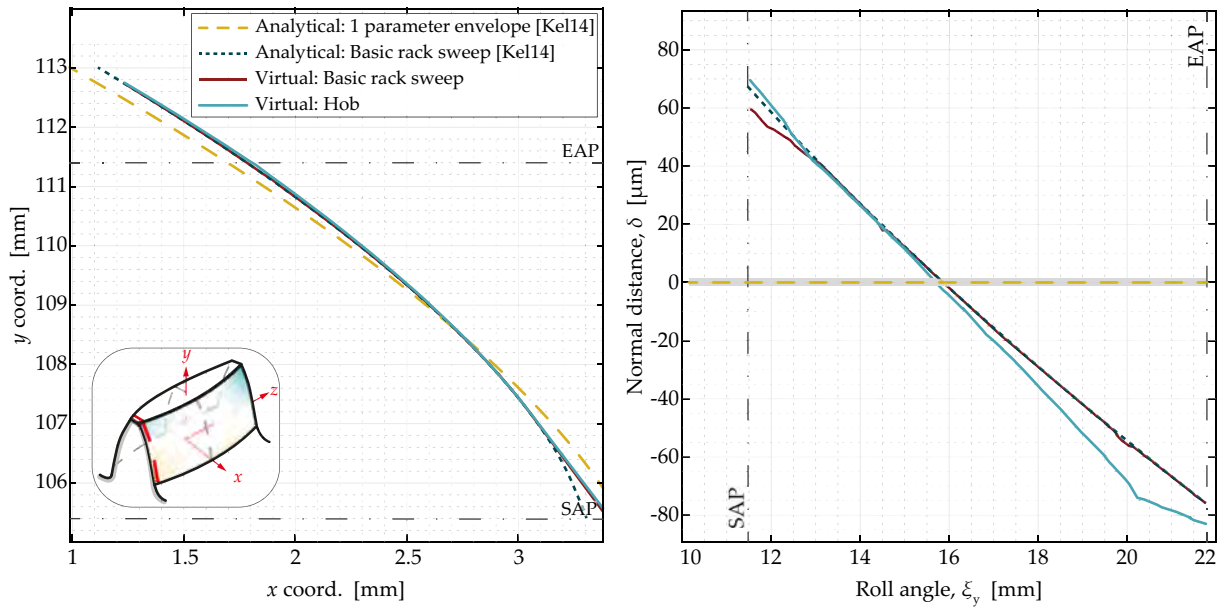 Analytical: 1 parameter envelope [Kel14]
Analytical: Basic rack sweep [Kel14]
Virtual: Basic rack sweep
Virtual: Hob
113
112
111
110
109
108
107
106
y coord. [mm]
EAP
SAP
y
z
x
1 1.5 2 2.5 3
x coord. [mm]
80
60
40
20
0
-20
-40
-60
-80
Normal distance, δ [µm]
EAP
SAP
10 12 14 16 18 20 22
Roll angle, ξy [mm]